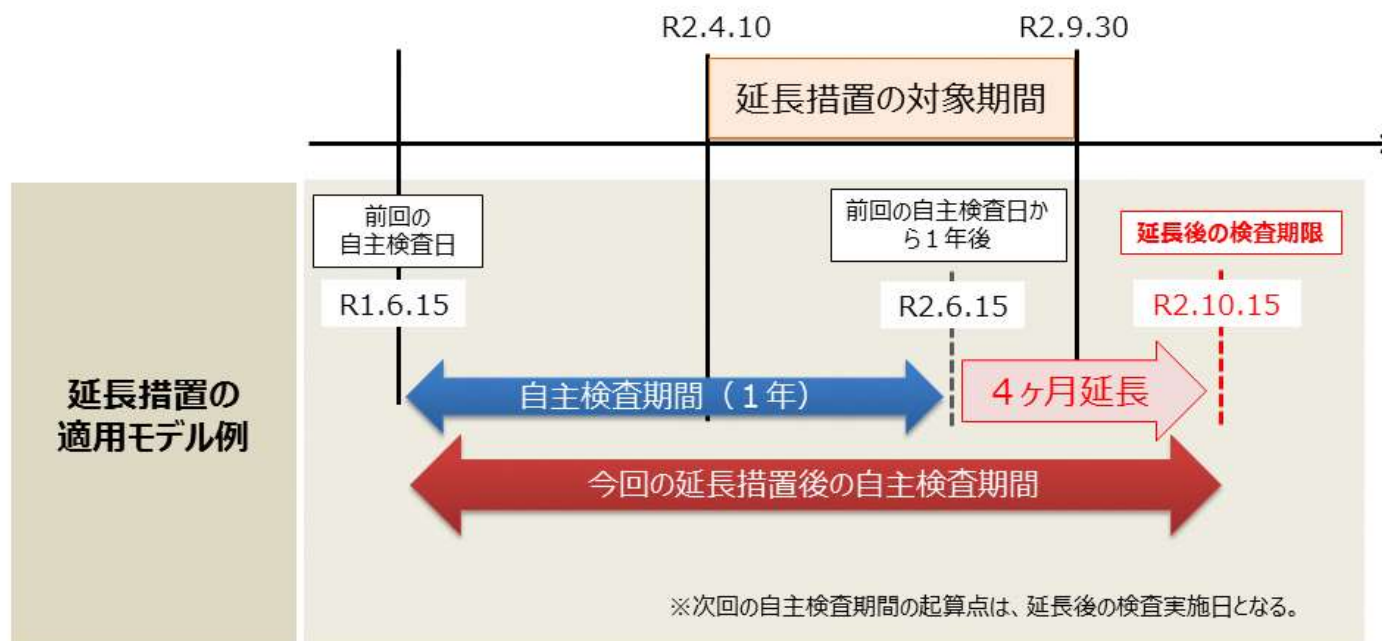 R2.4.10
R2.9.30
延長措置の対象期間
前回の
自主検査日
前回の自主検査日か
ら１年後
延長後の検査期限
R1.6.15
R2.6.15
R2.10.15
延長措置の
適用モデル例
自主検査期間（１年）
４ヶ月延長
今回の延長措置後の自主検査期間
※次回の自主検査期間の起算点は、延長後の検査実施日となる。